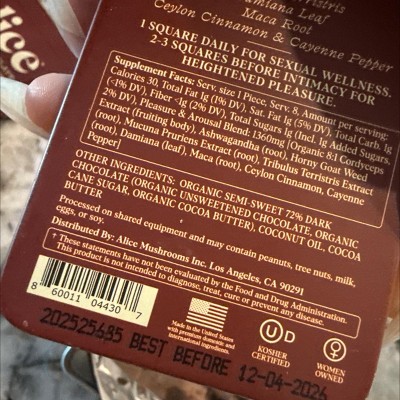 lice
Terristris
Damiana Leaf
Maca Root
Ceylon Cinnamon & Cayenne Pepper
1 SQUARE DAILY FOR SEXUAL WELLNESS.
2-3 SQUARES BEFORE INTIMACY FOR
HEIGHTENED PLEASURE.
Supplement Facts: Serv. size 1 Piece, Serv. 8, Amount per serving:
Calories 30, Total Fat 1g (1% DV), Sat. Fat 1g (5% DV), Total Carb. 1g
(<1% DV), Fiber <1g (2% DV), Total Sugars 1g (Incl. 1g Added Sugars,
2% DV), Pleasure & Arousal Blend: 1360mg [Organic 8:1 Cordyceps
Extract (fruiting body), Ashwagandha (root), Horny Goat Weed
(root), Mucuna Pruriens Extract (root), Tribulus Terristris Extract
(root), Damiana (leaf), Maca (root), Ceylon Cinnamon, Cayenne
Pepper]
OTHER INGREDIENTS: ORGANIC SEMI-SWEET 72% DARK
CHOCOLATE (ORGANIC UNSWEETENED CHOCOLATE, ORGANIC
CANE SUGAR, ORGANIC COCOA BUTTER), COCONUT OIL, COCOA
BUTTER
Processed on shared equipment and may contain peanuts, tree nuts, milk,
eggs, or soy.
Distributed By: Alice Mushrooms Inc. Los Angeles, CA 90291
† These statements have not been evaluated by the Food and Drug Administration.
This product is not intended to diagnose, treat, cure or prevent any disease.
8 60011 04430 7
Made in the United States
with premium domestic and
international ingredients.
U D
KOSHER
CERTIFIED
WOMEN
OWNED
BEST BEFORE 12-04-2026